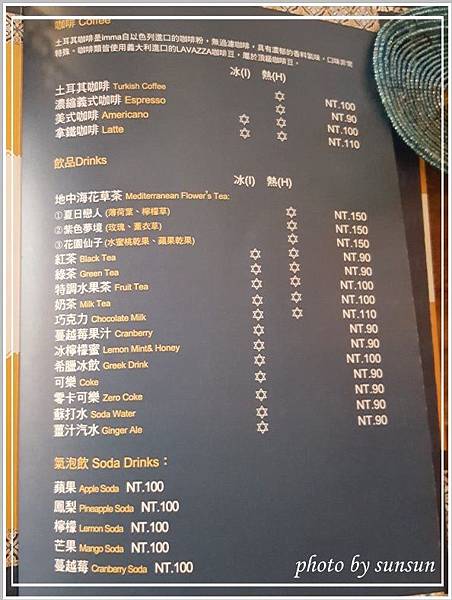 咖啡 Coffee
土耳其咖啡是imma自以色列進口的咖啡粉，無過濾咖啡，具有濃郁的香料氣味，口味非常
特殊。咖啡類皆使用義大利進口的LAVAZZA咖啡豆，屬於頂級咖啡豆。
冰(I) 熱(H)
土耳其咖啡 Turkish Coffee ✡ NT.100
濃縮義式咖啡 Espresso ✡ NT.90
美式咖啡 Americano ✡ ✡ NT.100
拿鐵咖啡 Latte ✡ ✡ NT.110
飲品Drinks
冰(I) 熱(H)
地中海花草茶 Mediterranean Flower's Tea:
①夏日戀人 (薄荷葉、檸檬草) ✡ NT.150
②紫色夢境 (玫瑰、薰衣草) ✡ NT.150
③花園仙子 (水蜜桃乾果、蘋果乾果) ✡ NT.150
紅茶 Black Tea ✡ ✡ NT.90
綠茶 Green Tea ✡ ✡ NT.90
特調水果茶 Fruit Tea ✡ ✡ NT.100
奶茶 Milk Tea ✡ ✡ NT.100
巧克力 Chocolate Milk ✡ ✡ NT.110
蔓越莓果汁 Cranberry ✡ NT.90
冰檸檬蜜 Lemon Mint& Honey ✡ NT.90
希臘冰飲 Greek Drink ✡ NT.100
可樂 Coke ✡ NT.90
零卡可樂 Zero Coke ✡ NT.90
蘇打水 Soda Water ✡ NT.90
薑汁汽水 Ginger Ale ✡ NT.90
氣泡飲 Soda Drinks：
蘋果 Apple Soda NT.100
鳳梨 Pineapple Soda NT.100
檸檬 Lemon Soda NT.100
芒果 Mango Soda NT.100
蔓越莓 Cranberry Soda NT.100
photo by sunsun